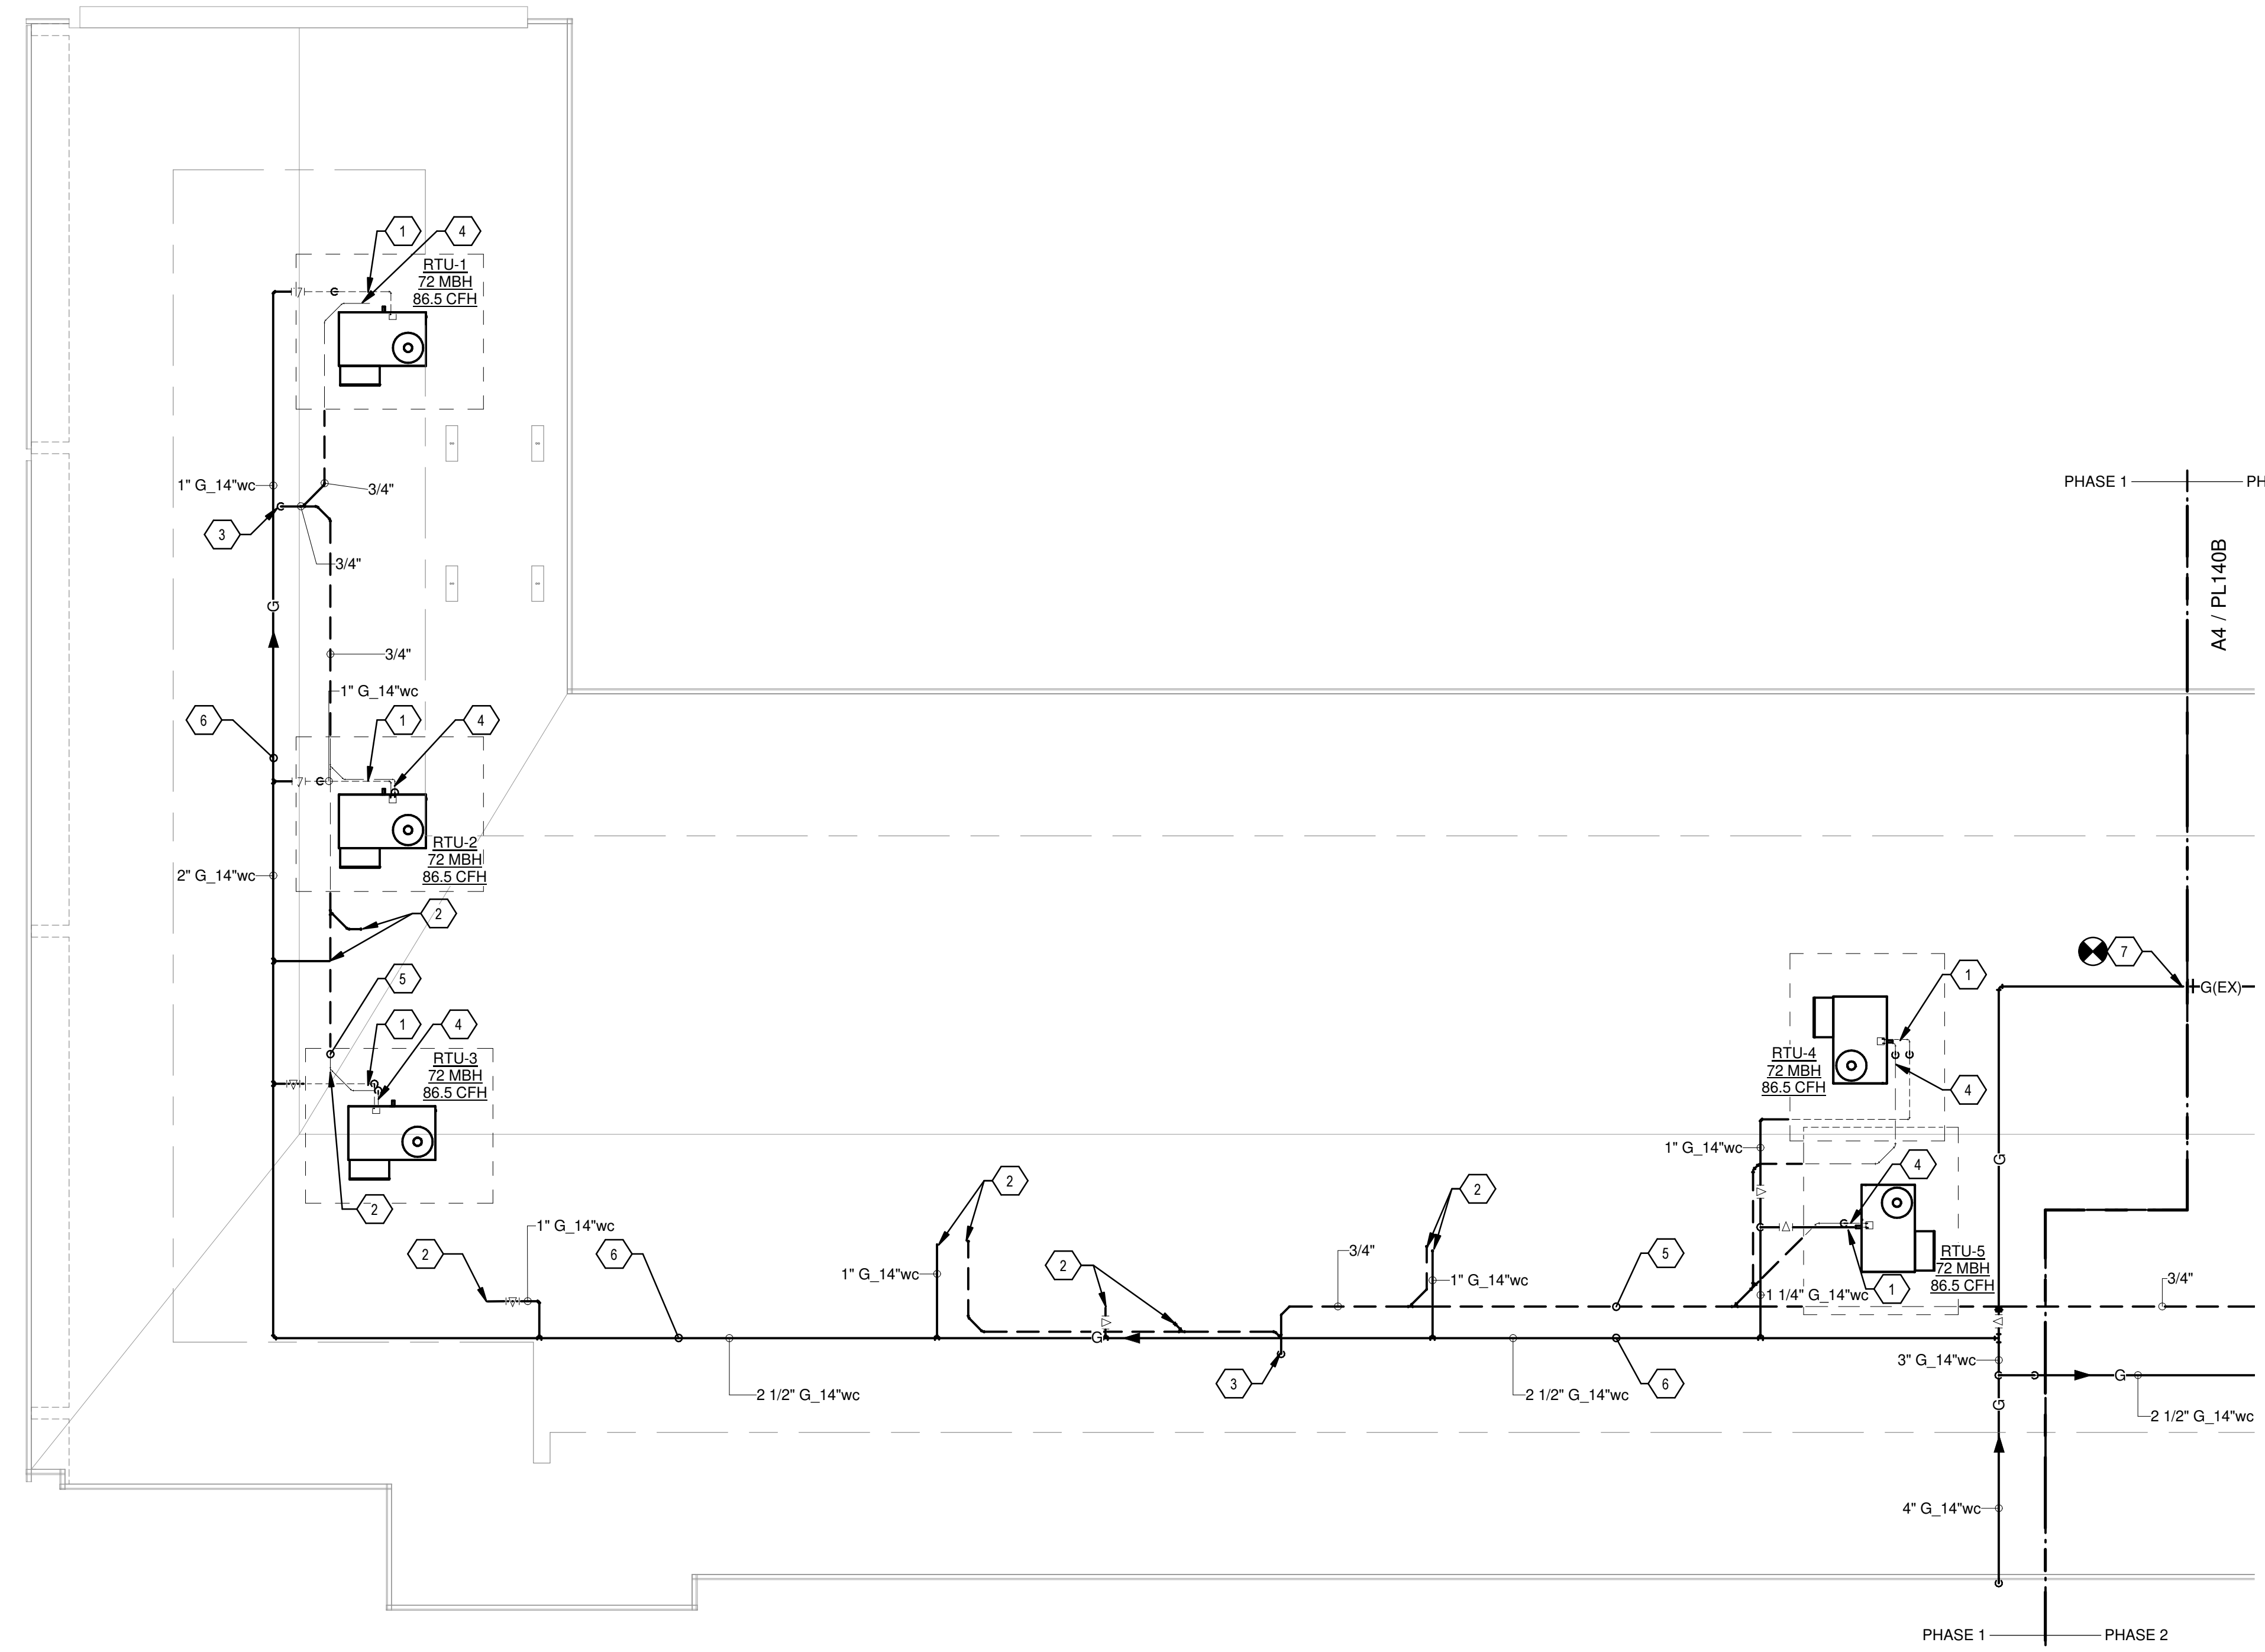 1
4
RTU-1
72 MBH
86.5 CFH
1" G_14"wc
3/4"
3
3/4"
G
3/4"
1" G_14"wc
6
1
4
RTU-2
72 MBH
86.5 CFH
2" G_14"wc
2
5
1
4
RTU-3
72 MBH
86.5 CFH
2
PHASE 1
PH
A4 / PL140B
7
G(EX)
1
RTU-4
72 MBH
86.5 CFH
4
1" G_14"wc
G
4
2
2
1" G_14"wc
2
6
3/4"
5
RTU-5
72 MBH
86.5 CFH
1
1" G_14"wc
2
1" G_14"wc
1 1/4" G_14"wc
3/4"
G
3
2 1/2" G_14"wc
2 1/2" G_14"wc
6
3" G_14"wc
G
G
2 1/2" G_14"wc
4" G_14"wc
PHASE 1
PHASE 2